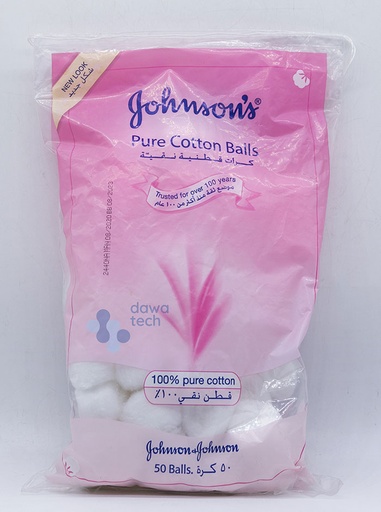 NEW LOOK
شكل جديد
Johnson's®
Pure Cotton Balls
كرات قطنية نقيّة
Trusted for over 100 years
موضع ثقة منذ أكثر من ١٠٠ عام
dawa
tech
100% pure cotton
قطن نقي ١٠٠٪
Johnson & Johnson
50 Balls. ٥٠ كرة